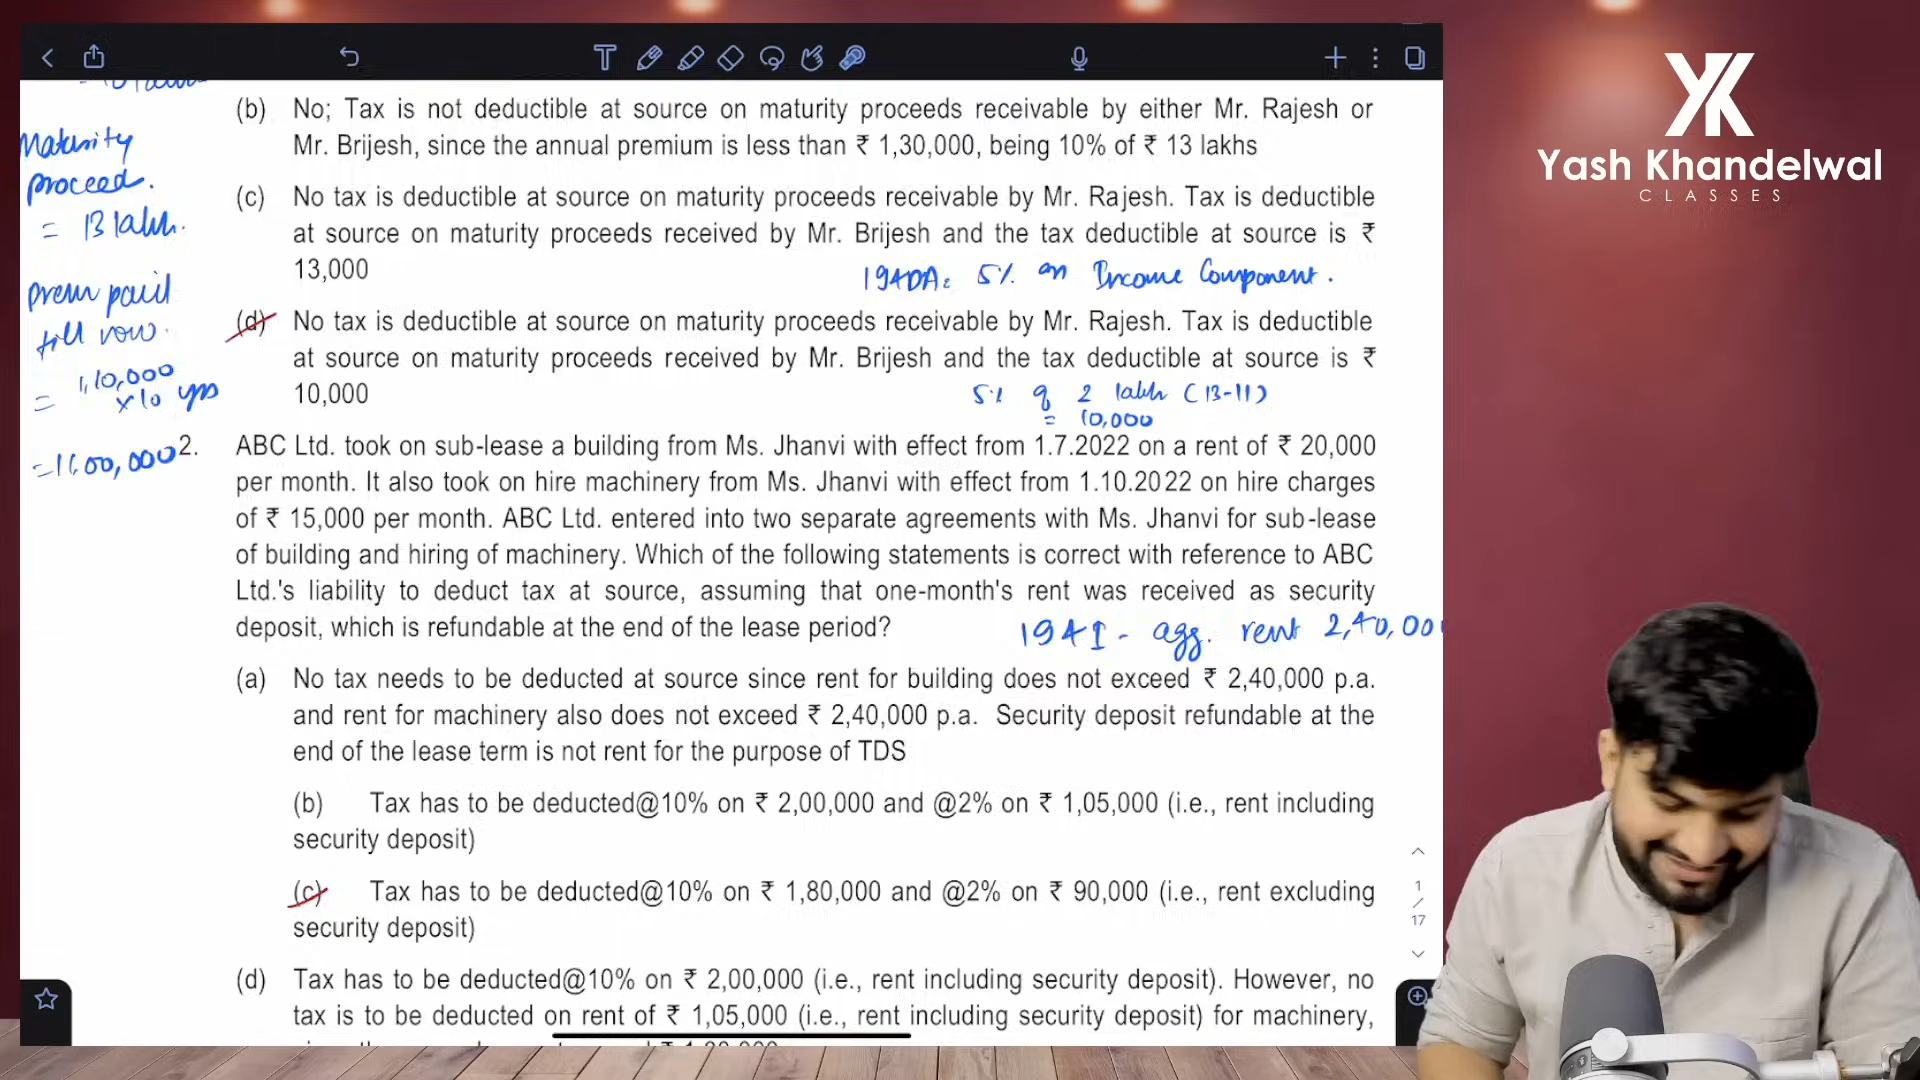 (b) No; Tax is not deductible at source on maturity proceeds receivable by either Mr. Rajesh or
Mr. Brijesh, since the annual premium is less than ₹ 1,30,000, being 10% of ₹ 13 lakhs
Maturity
proceed.
= 13 lakh.
(c) No tax is deductible at source on maturity proceeds receivable by Mr. Rajesh. Tax is deductible
at source on maturity proceeds received by Mr. Brijesh and the tax deductible at source is ₹
13,000
194DA: 5% on Income Component.
prem paid
till now.
= 1,10,000
x10 yrs
= 11,00,000
(d) No tax is deductible at source on maturity proceeds receivable by Mr. Rajesh. Tax is deductible
at source on maturity proceeds received by Mr. Brijesh and the tax deductible at source is ₹
10,000
5% of 2 lakh (13-11)
= 10,000
2. ABC Ltd. took on sub-lease a building from Ms. Jhanvi with effect from 1.7.2022 on a rent of ₹ 20,000
per month. It also took on hire machinery from Ms. Jhanvi with effect from 1.10.2022 on hire charges
of ₹ 15,000 per month. ABC Ltd. entered into two separate agreements with Ms. Jhanvi for sub-lease
of building and hiring of machinery. Which of the following statements is correct with reference to ABC
Ltd.'s liability to deduct tax at source, assuming that one-month's rent was received as security
deposit, which is refundable at the end of the lease period?
194I - agg. rent 2,40,00
(a) No tax needs to be deducted at source since rent for building does not exceed ₹ 2,40,000 p.a.
and rent for machinery also does not exceed ₹ 2,40,000 p.a. Security deposit refundable at the
end of the lease term is not rent for the purpose of TDS
(b) Tax has to be deducted@10% on ₹ 2,00,000 and @2% on ₹ 1,05,000 (i.e., rent including
security deposit)
(c) Tax has to be deducted@10% on ₹ 1,80,000 and @2% on ₹ 90,000 (i.e., rent excluding
security deposit)
(d) Tax has to be deducted@10% on ₹ 2,00,000 (i.e., rent including security deposit). However, no
tax is to be deducted on rent of ₹ 1,05,000 (i.e., rent including security deposit) for machinery,
1
/
17
YK
Yash Khandelwal
CLASSES